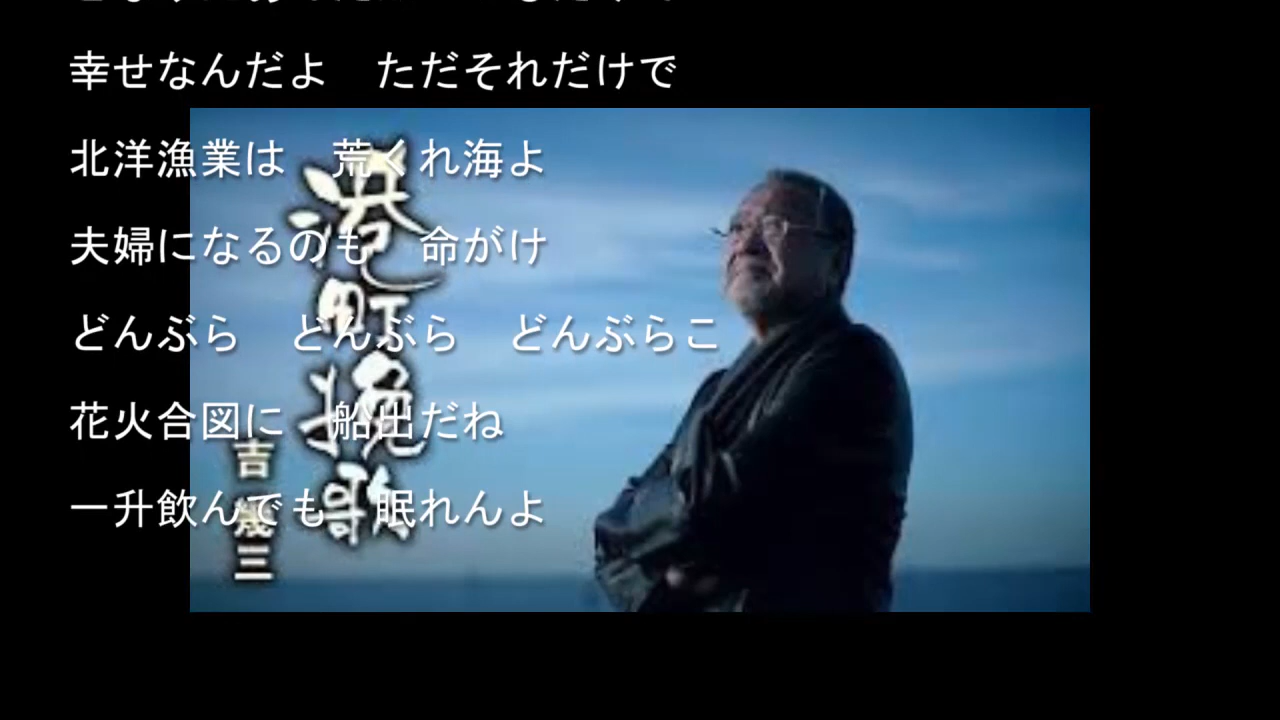 幸せなんだよ　ただそれだけで
北洋漁業は　荒くれ海よ
夫婦になるのも　命がけ
どんぶら　どんぶら　どんぶらこ
花火合図に　船出だね
一升飲んでも　眠れんよ
港町挽歌
吉 幾三